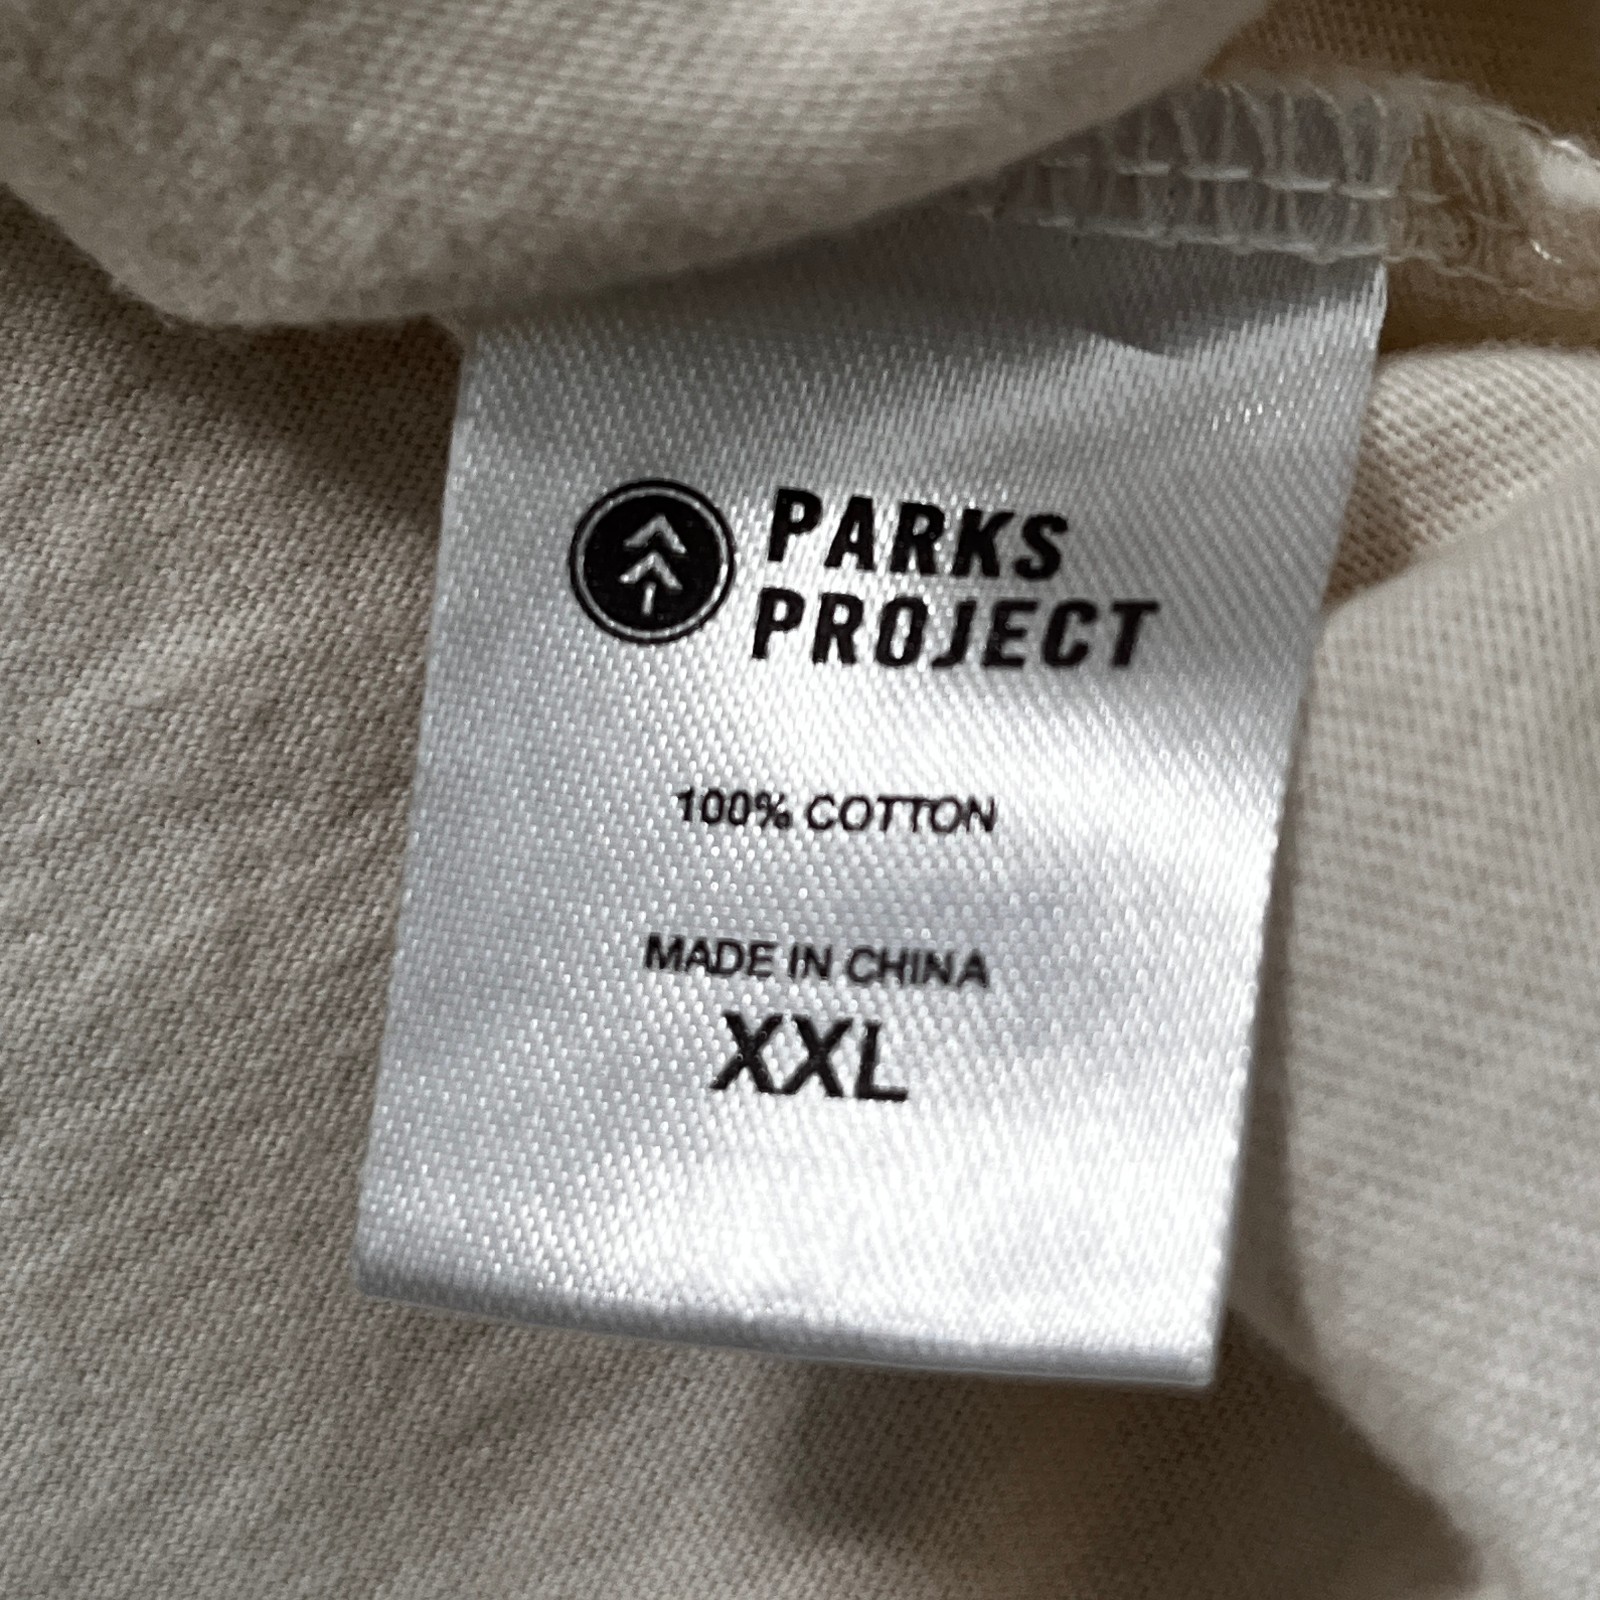 PARKS
PROJECT
100% COTTON
MADE IN CHINA
XXL